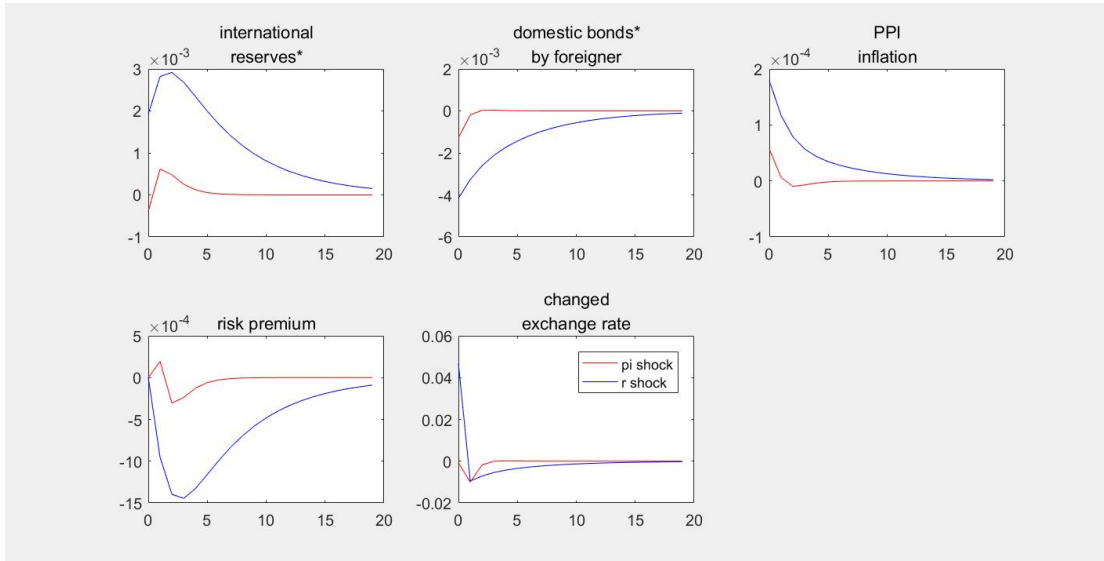 international
reserves*
×10⁻³
3
2
1
0
-1
0 5 10 15 20
domestic bonds*
by foreigner
×10⁻³
2
0
-2
-4
-6
0 5 10 15 20
PPI
inflation
×10⁻⁴
2
1
0
-1
0 5 10 15 20
risk premium
×10⁻⁴
5
0
-5
-10
-15
0 5 10 15 20
changed
exchange rate
0.06
0.04
0.02
0
-0.02
0 5 10 15 20
pi shock
r shock